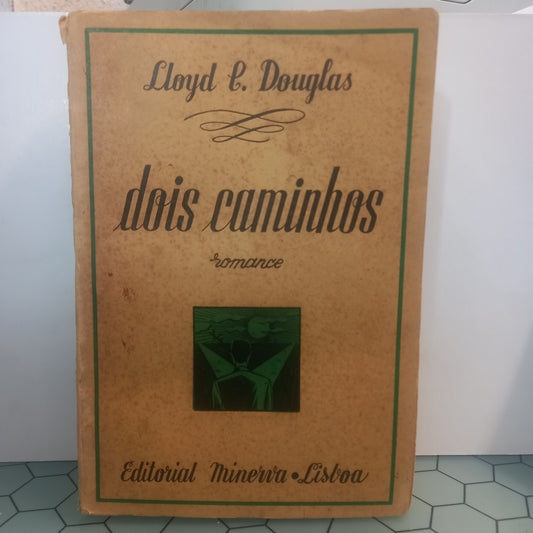 Lloyd C. Douglas
dois caminhos
romance
Editorial Minerva • Lisboa